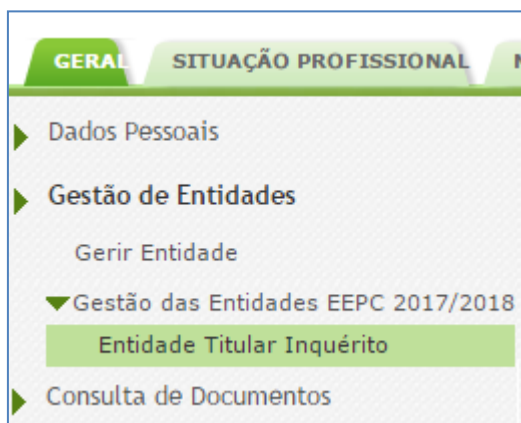 GERAL SITUAÇÃO PROFISSIONAL
Dados Pessoais
Gestão de Entidades
Gerir Entidade
Gestão das Entidades EEPC 2017/2018
Entidade Titular Inquérito
Consulta de Documentos